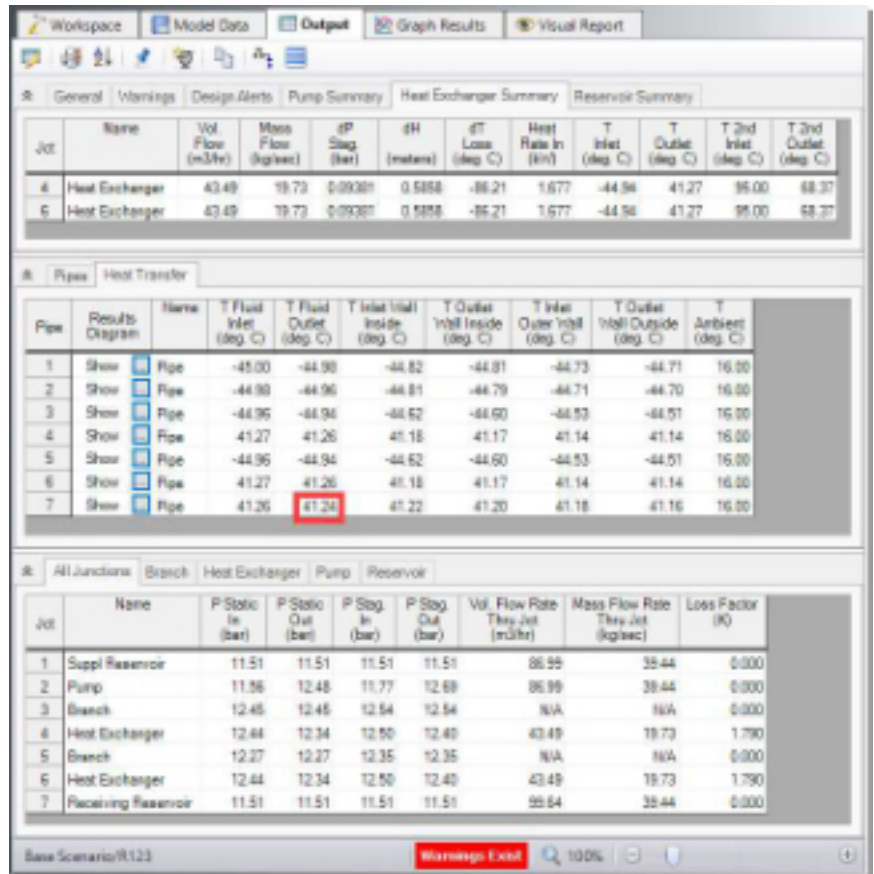 Workspace Model Data Output Graph Results Visual Report
General Warnings Design Alerts Pump Summary Heat Exchanger Summary Reservoir Summary
Jct Name Vol. Flow (m3/hr) Mass Flow (kg/sec) dP Stag. (bar) dH (meters) dT Loss (deg. C) Heat Rate In (kW) T Inlet (deg. C) T Outlet (deg. C) T 2nd Inlet (deg. C) T 2nd Outlet (deg. C)
4 Heat Exchanger 43.49 19.73 0.09381 0.5858 -86.21 1.677 -44.94 41.27 95.00 68.37
6 Heat Exchanger 43.49 19.73 0.09381 0.5858 -86.21 1.677 -44.94 41.27 95.00 68.37
Pipes Heat Transfer
Pipe Results Diagram Name T Fluid Inlet (deg. C) T Fluid Outlet (deg. C) T Inlet Wall Inside (deg. C) T Outlet Wall Inside (deg. C) T Inlet Outer Wall (deg. C) T Outlet Wall Outside (deg. C) T Ambient (deg. C)
1 Show ... Pipe -45.00 -44.98 -44.82 -44.81 -44.73 -44.71 16.00
2 Show ... Pipe -44.98 -44.96 -44.81 -44.79 -44.71 -44.70 16.00
3 Show ... Pipe -44.96 -44.94 -44.62 -44.60 -44.53 -44.51 16.00
4 Show ... Pipe 41.27 41.26 41.18 41.17 41.14 41.14 16.00
5 Show ... Pipe -44.96 -44.94 -44.62 -44.60 -44.53 -44.51 16.00
6 Show ... Pipe 41.27 41.26 41.18 41.17 41.14 41.14 16.00
7 Show ... Pipe 41.26 41.24 41.22 41.20 41.18 41.16 16.00
All Junctions Branch Heat Exchanger Pump Reservoir
Jct Name P Static In (bar) P Static Out (bar) P Stag. In (bar) P Stag. Out (bar) Vol. Flow Rate Thru Jct (m3/hr) Mass Flow Rate Thru Jct (kg/sec) Loss Factor (K)
1 Suppl Reservoir 11.51 11.51 11.51 11.51 86.99 39.44 0.000
2 Pump 11.56 12.48 11.77 12.69 86.99 39.44 0.000
3 Branch 12.45 12.45 12.54 12.54 N/A N/A 0.000
4 Heat Exchanger 12.44 12.34 12.50 12.40 43.49 19.73 1.790
5 Branch 12.27 12.27 12.35 12.35 N/A N/A 0.000
6 Heat Exchanger 12.44 12.34 12.50 12.40 43.49 19.73 1.790
7 Receiving Reservoir 11.51 11.51 11.51 11.51 99.64 39.44 0.000
Base Scenario/R123 Warnings Exist 100%